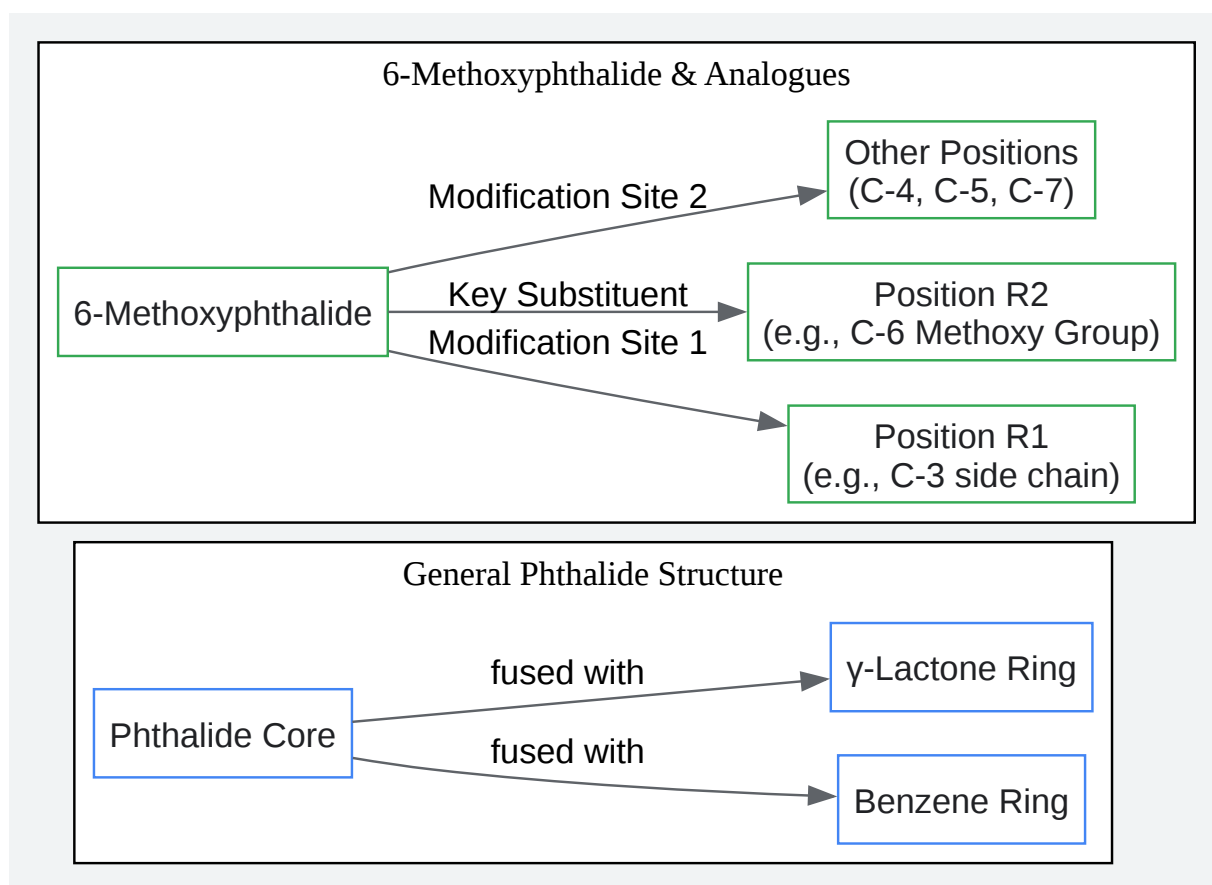 6-Methoxyphthalide & Analogues
Other Positions
(C-4, C-5, C-7)
Modification Site 2
Key Substituent
Position R2
(e.g., C-6 Methoxy Group)
6-Methoxyphthalide
Modification Site 1
Position R1
(e.g., C-3 side chain)
General Phthalide Structure
fused with
γ-Lactone Ring
Phthalide Core
fused with
Benzene Ring